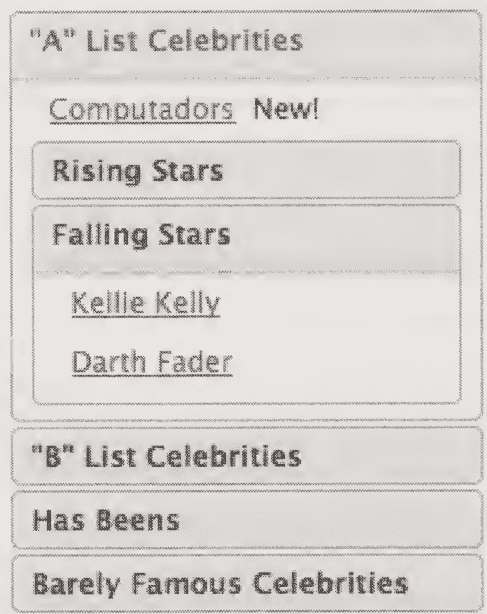 "A" List Celebrities
Computadors New!
Rising Stars
Falling Stars
Kellie Kelly
Darth Fader
"B" List Celebrities
Has Beens
Barely Famous Celebrities